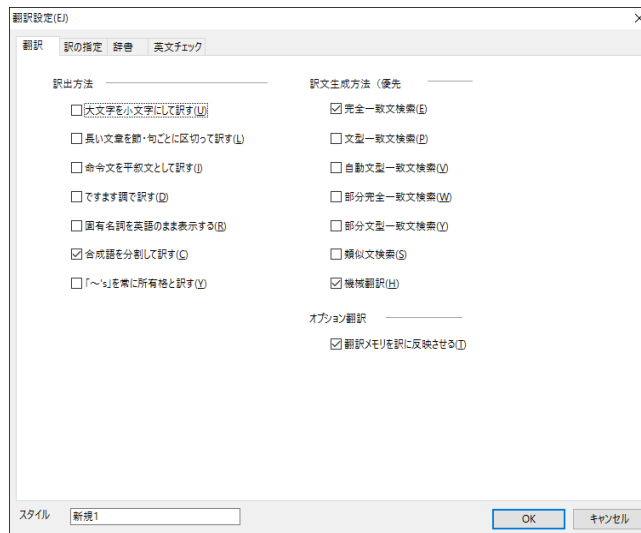 翻訳設定(EJ)
翻訳 訳の指定 辞書 英文チェック
訳出方法
大文字を小文字にして訳す(U)
長い文章を節・句ごとに区切って訳す(L)
命令文を平叙文として訳す(I)
ですます調で訳す(D)
固有名詞を英語のまま表示する(R)
合成語を分割して訳す(C)
「～'s」を常に所有格と訳す(Y)
訳文生成方法（優先
完全一致文検索(E)
文型一致文検索(P)
自動文型一致文検索(V)
部分完全一致文検索(W)
部分文型一致文検索(Y)
類似文検索(S)
機械翻訳(H)
オプション翻訳
翻訳メモリを訳に反映させる(T)
スタイル 新規1
OK キャンセル